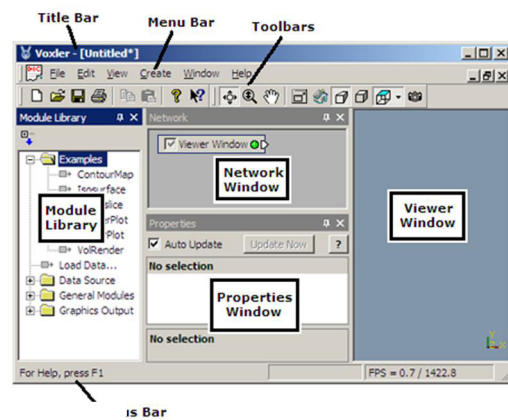 Title Bar
Menu Bar
Toolbars
Voxler - [Untitled*]
File Edit View Create Window Help
Module Library
Network
Examples
ContourMap
Isosurface
slice
rPlot
Plot
VolRender
Load Data...
Data Source
General Modules
Graphics Output
Module
Library
Viewer Window
Network
Window
Properties
Auto Update
Update Now
?
No selection
Properties
Window
No selection
Viewer
Window
For Help, press F1
FPS = 0.7 / 1422.8
us Bar